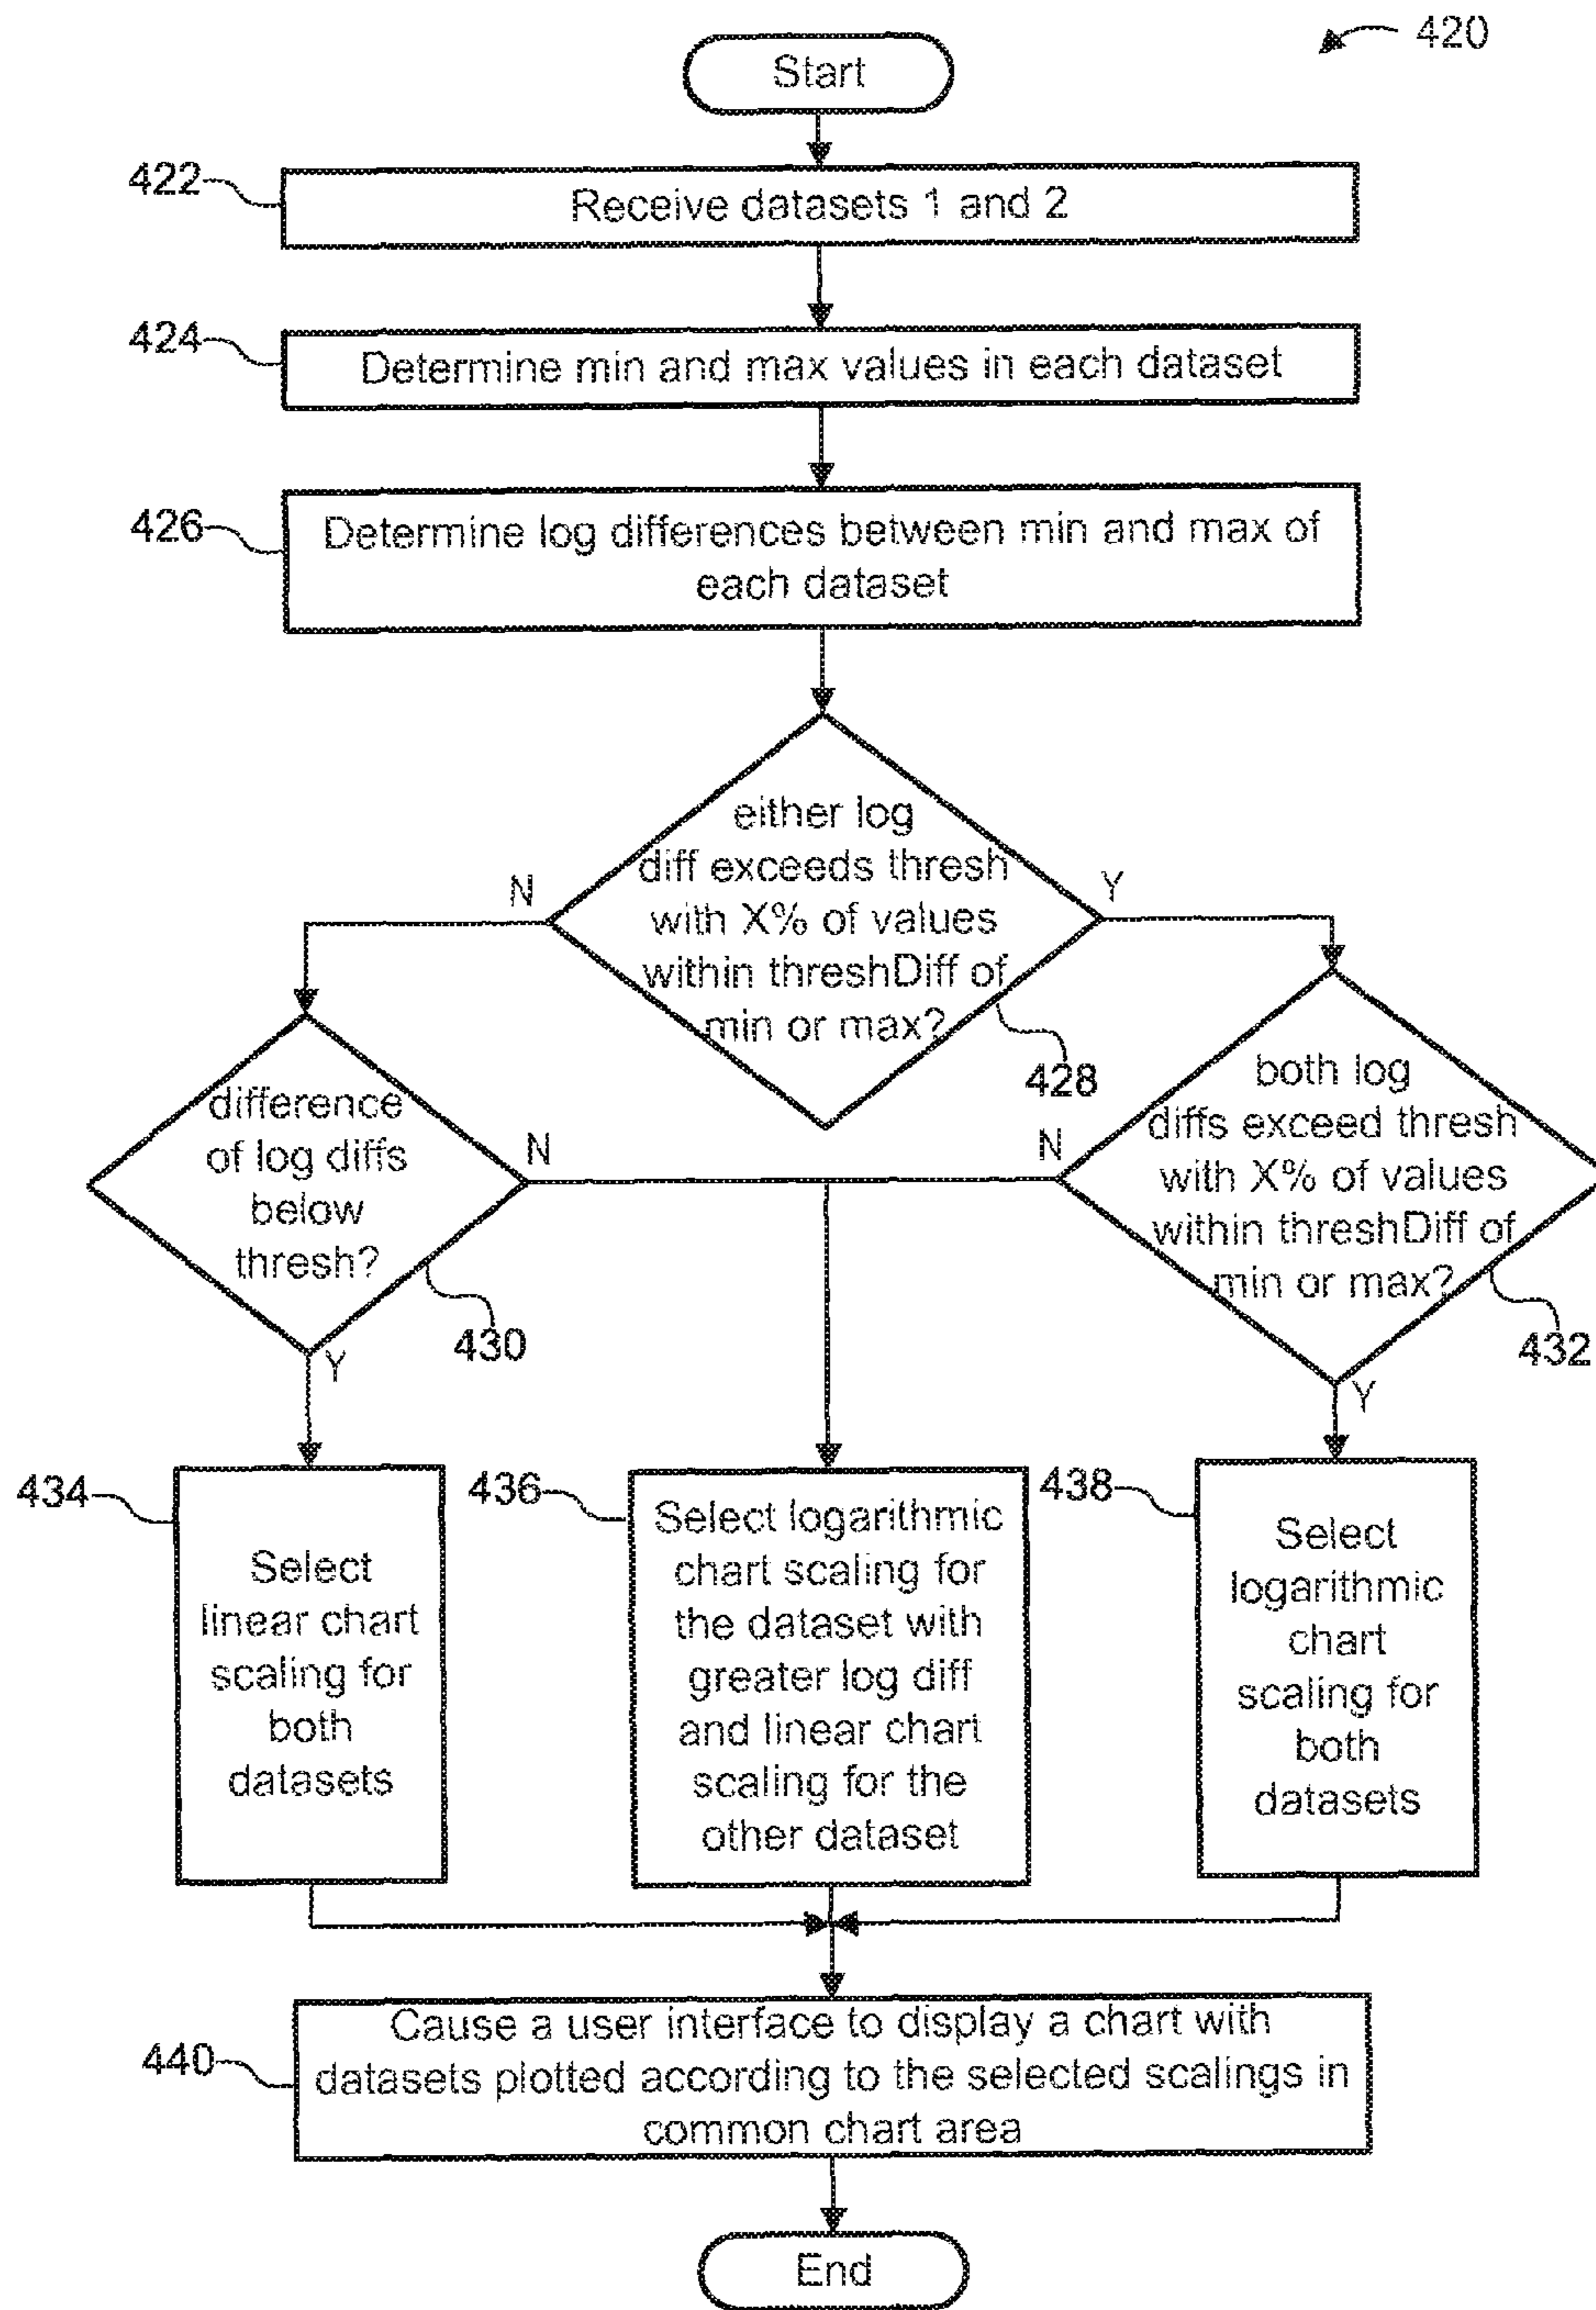 420
Start
422
Receive datasets 1 and 2
424
Determine min and max values in each dataset
426
Determine log differences between min and max of
each dataset
either log
diff exceeds thresh
with X% of values
within threshDiff of
min or max?
N
Y
428
difference
of log diffs
below
thresh?
N
Y
430
both log
diffs exceed thresh
with X% of values
within threshDiff of
min or max?
N
Y
432
434
Select
linear chart
scaling for
both
datasets
436
Select logarithmic
chart scaling for
the dataset with
greater log diff
and linear chart
scaling for the
other dataset
438
Select
logarithmic
chart
scaling for
both
datasets
440
Cause a user interface to display a chart with
datasets plotted according to the selected scalings in
common chart area
End